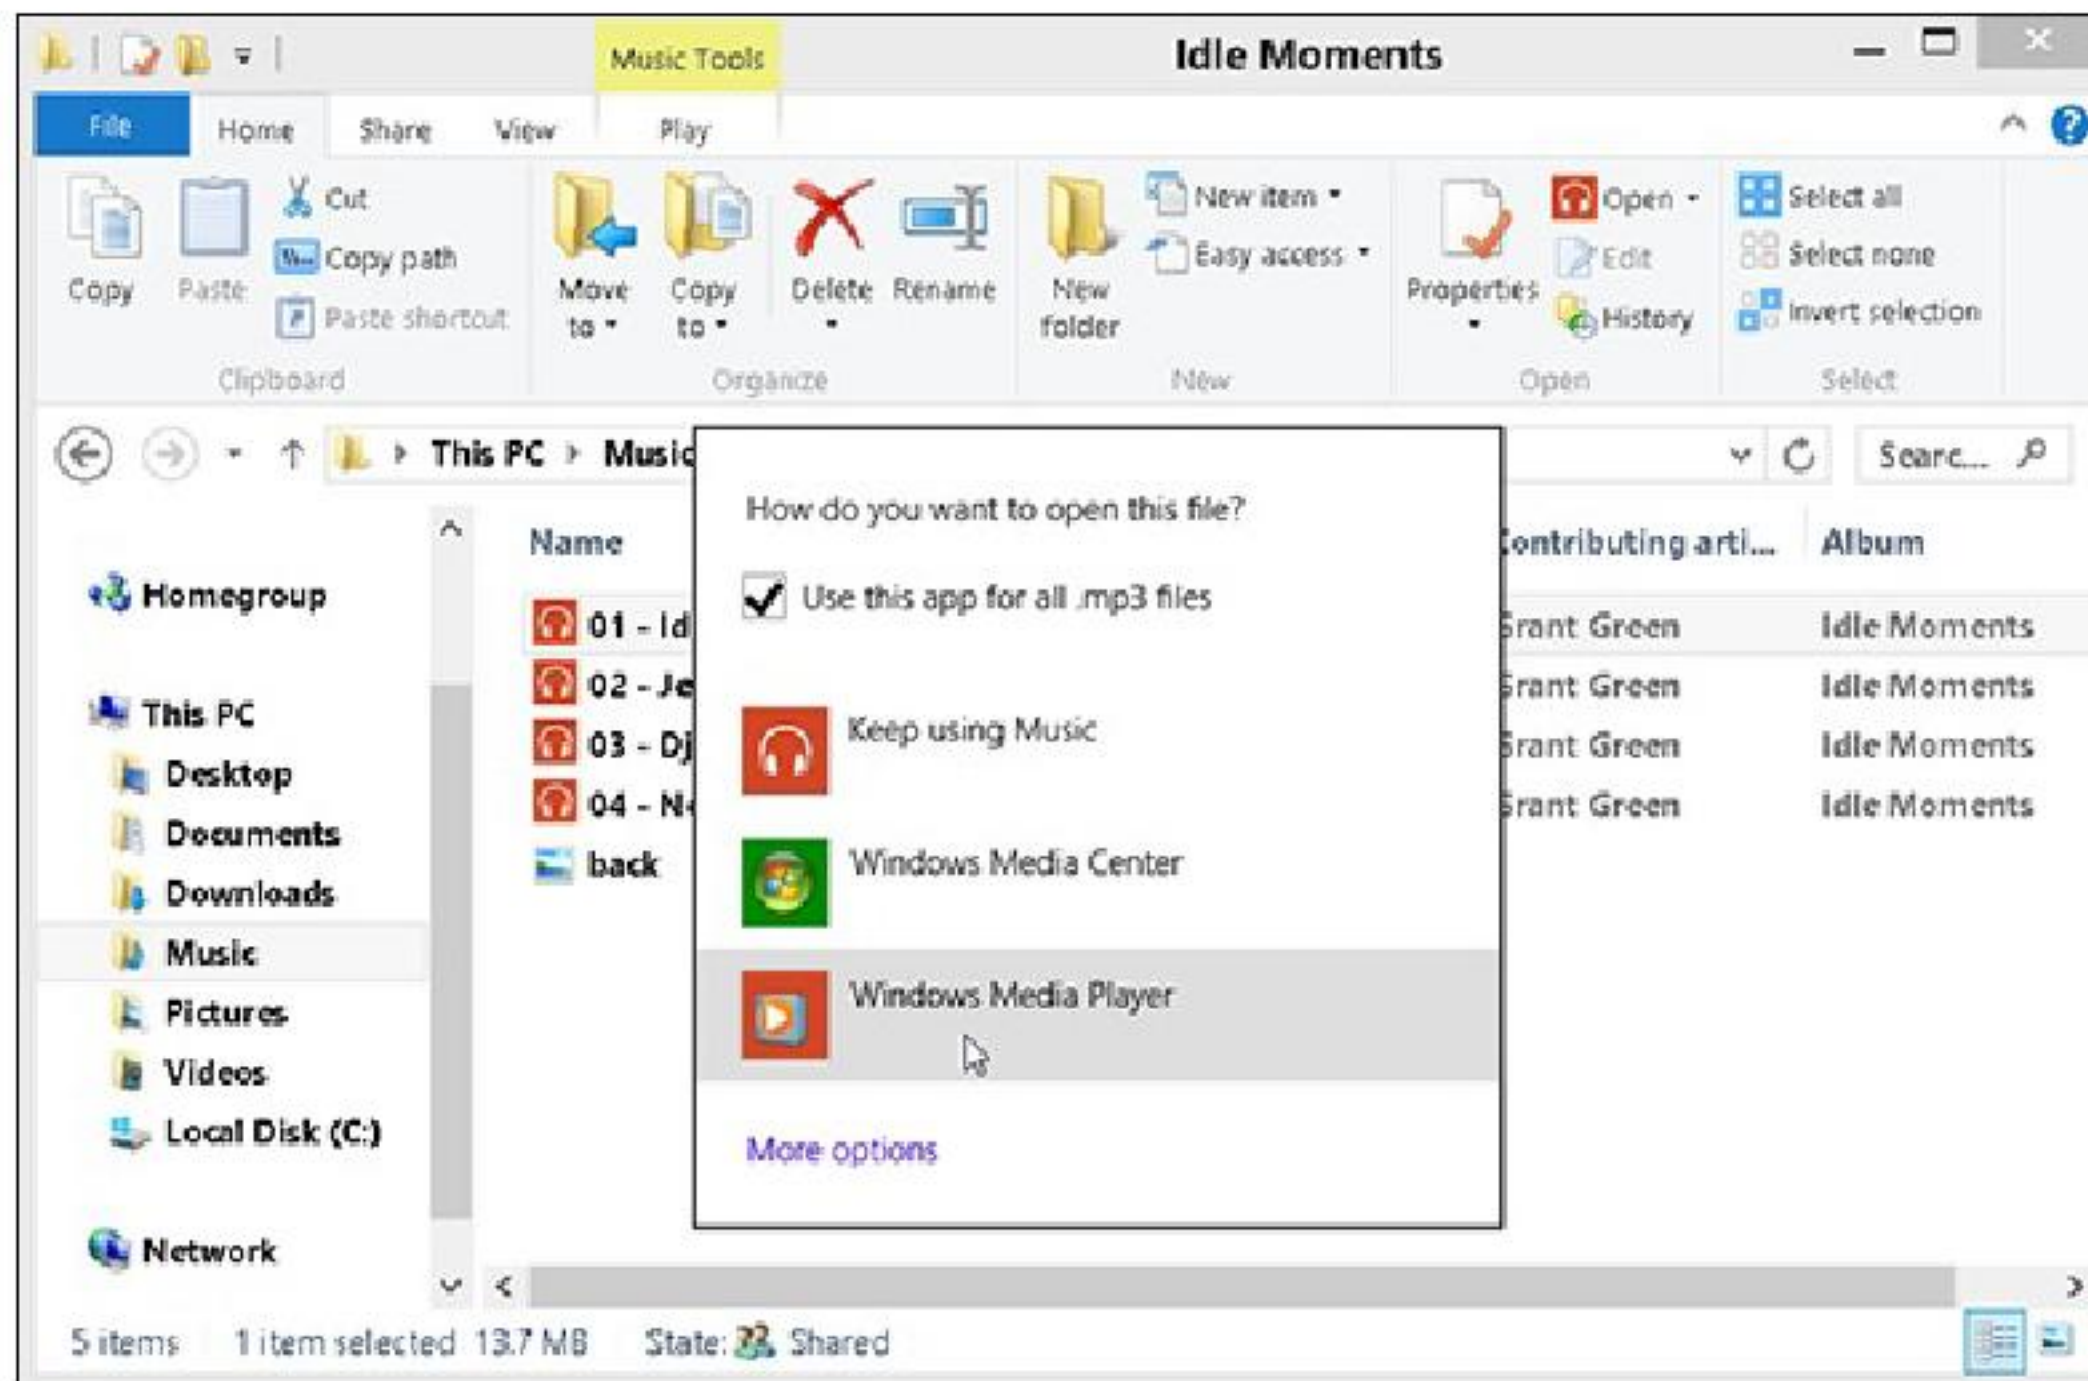 Music Tools
Idle Moments
File Home Share View Play
Copy
Paste
Cut
Copy path
Paste shortcut
Clipboard
Move to
Copy to
Delete
Rename
Organize
New folder
New item
Easy access
New
Properties
Open
Edit
History
Open
Select all
Select none
Invert selection
Select
This PC Music
Searc...
Homegroup
This PC
Desktop
Documents
Downloads
Music
Pictures
Videos
Local Disk (C:)
Network
Name ontributing arti... Album
01 - Id rant Green Idle Moments
02 - Je rant Green Idle Moments
03 - Dj rant Green Idle Moments
04 - N rant Green Idle Moments
back
How do you want to open this file?
Use this app for all .mp3 files
Keep using Music
Windows Media Center
Windows Media Player
More options
5 items 1 item selected 13.7 MB State: Shared